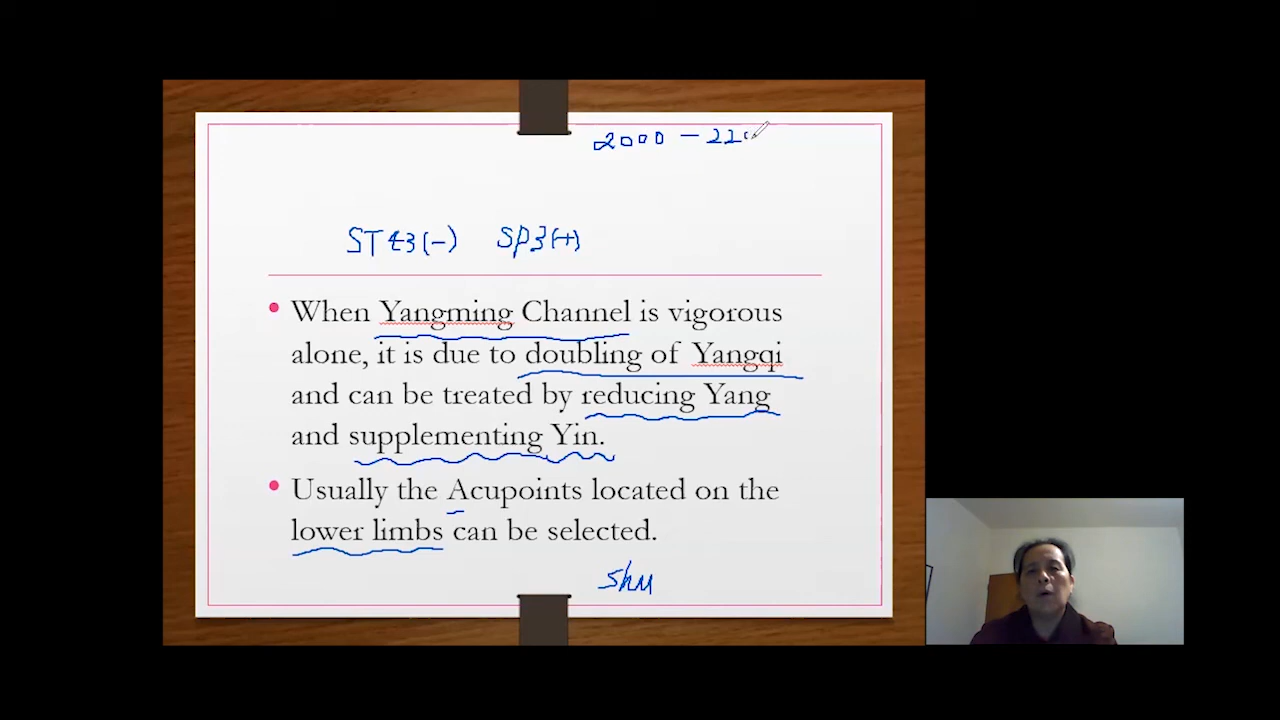 2000 - 220
ST43(-) SP3(+)
• When Yangming Channel is vigorous
alone, it is due to doubling of Yangqi
and can be treated by reducing Yang
and supplementing Yin.
• Usually the Acupoints located on the
lower limbs can be selected.
Shu